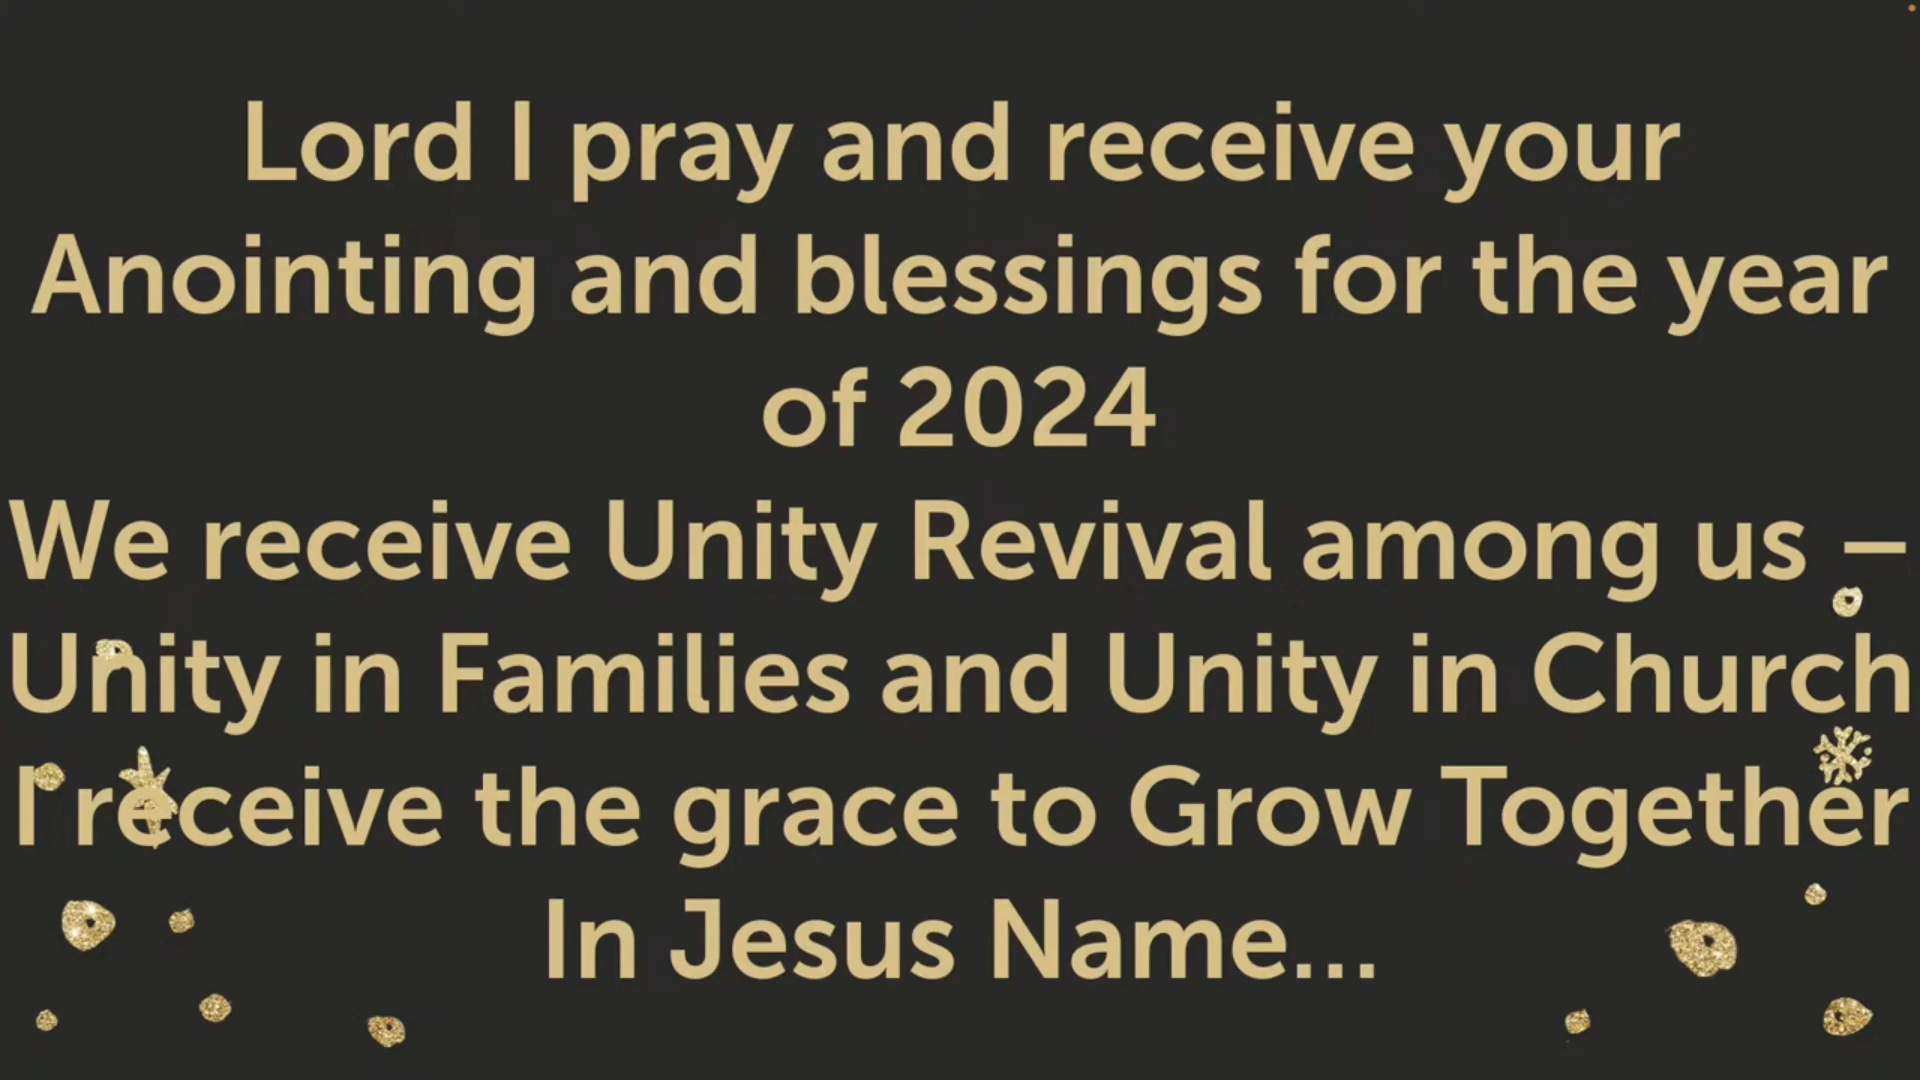 Lord I pray and receive your
Anointing and blessings for the year
of 2024
We receive Unity Revival among us –
Unity in Families and Unity in Church
I receive the grace to Grow Together
In Jesus Name...